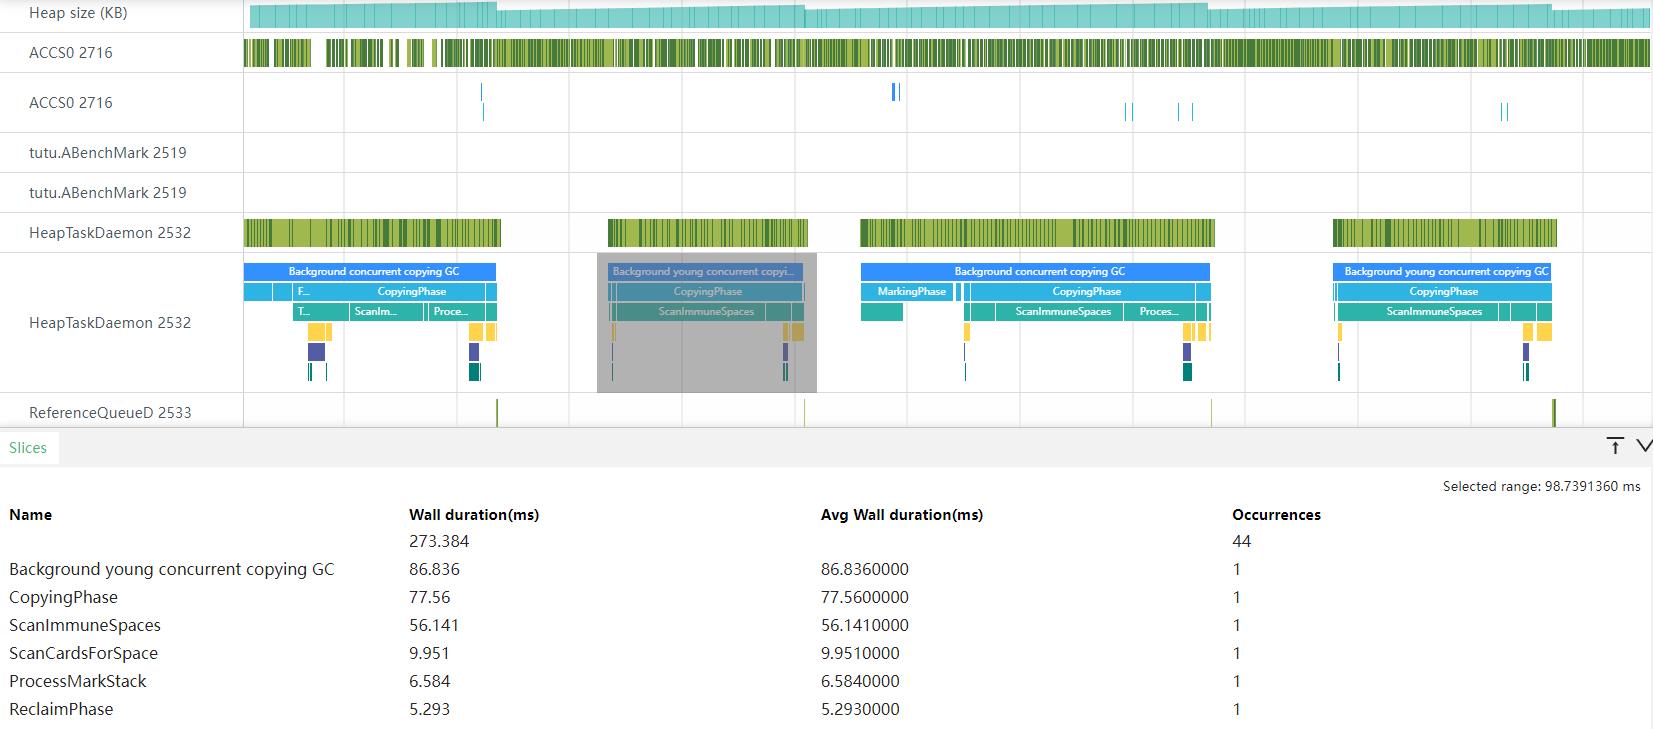 Heap size (KB)
ACCS0 2716
ACCS0 2716
tutu.ABenchMark 2519
tutu.ABenchMark 2519
HeapTaskDaemon 2532
Background concurrent copying GC Background young concurrent copyi... Background concurrent copying GC Background young concurrent copying GC
F... CopyingPhase CopyingPhase MarkingPhase CopyingPhase CopyingPhase
T... ScanIm... Proce... ScanImmuneSpaces ScanImmuneSpaces Proces... ScanImmuneSpaces
HeapTaskDaemon 2532
ReferenceQueueD 2533
Slices
Selected range: 98.7391360 ms
Name Wall duration(ms) Avg Wall duration(ms) Occurrences
273.384 44
Background young concurrent copying GC 86.836 86.8360000 1
CopyingPhase 77.56 77.5600000 1
ScanImmuneSpaces 56.141 56.1410000 1
ScanCardsForSpace 9.951 9.9510000 1
ProcessMarkStack 6.584 6.5840000 1
ReclaimPhase 5.293 5.2930000 1